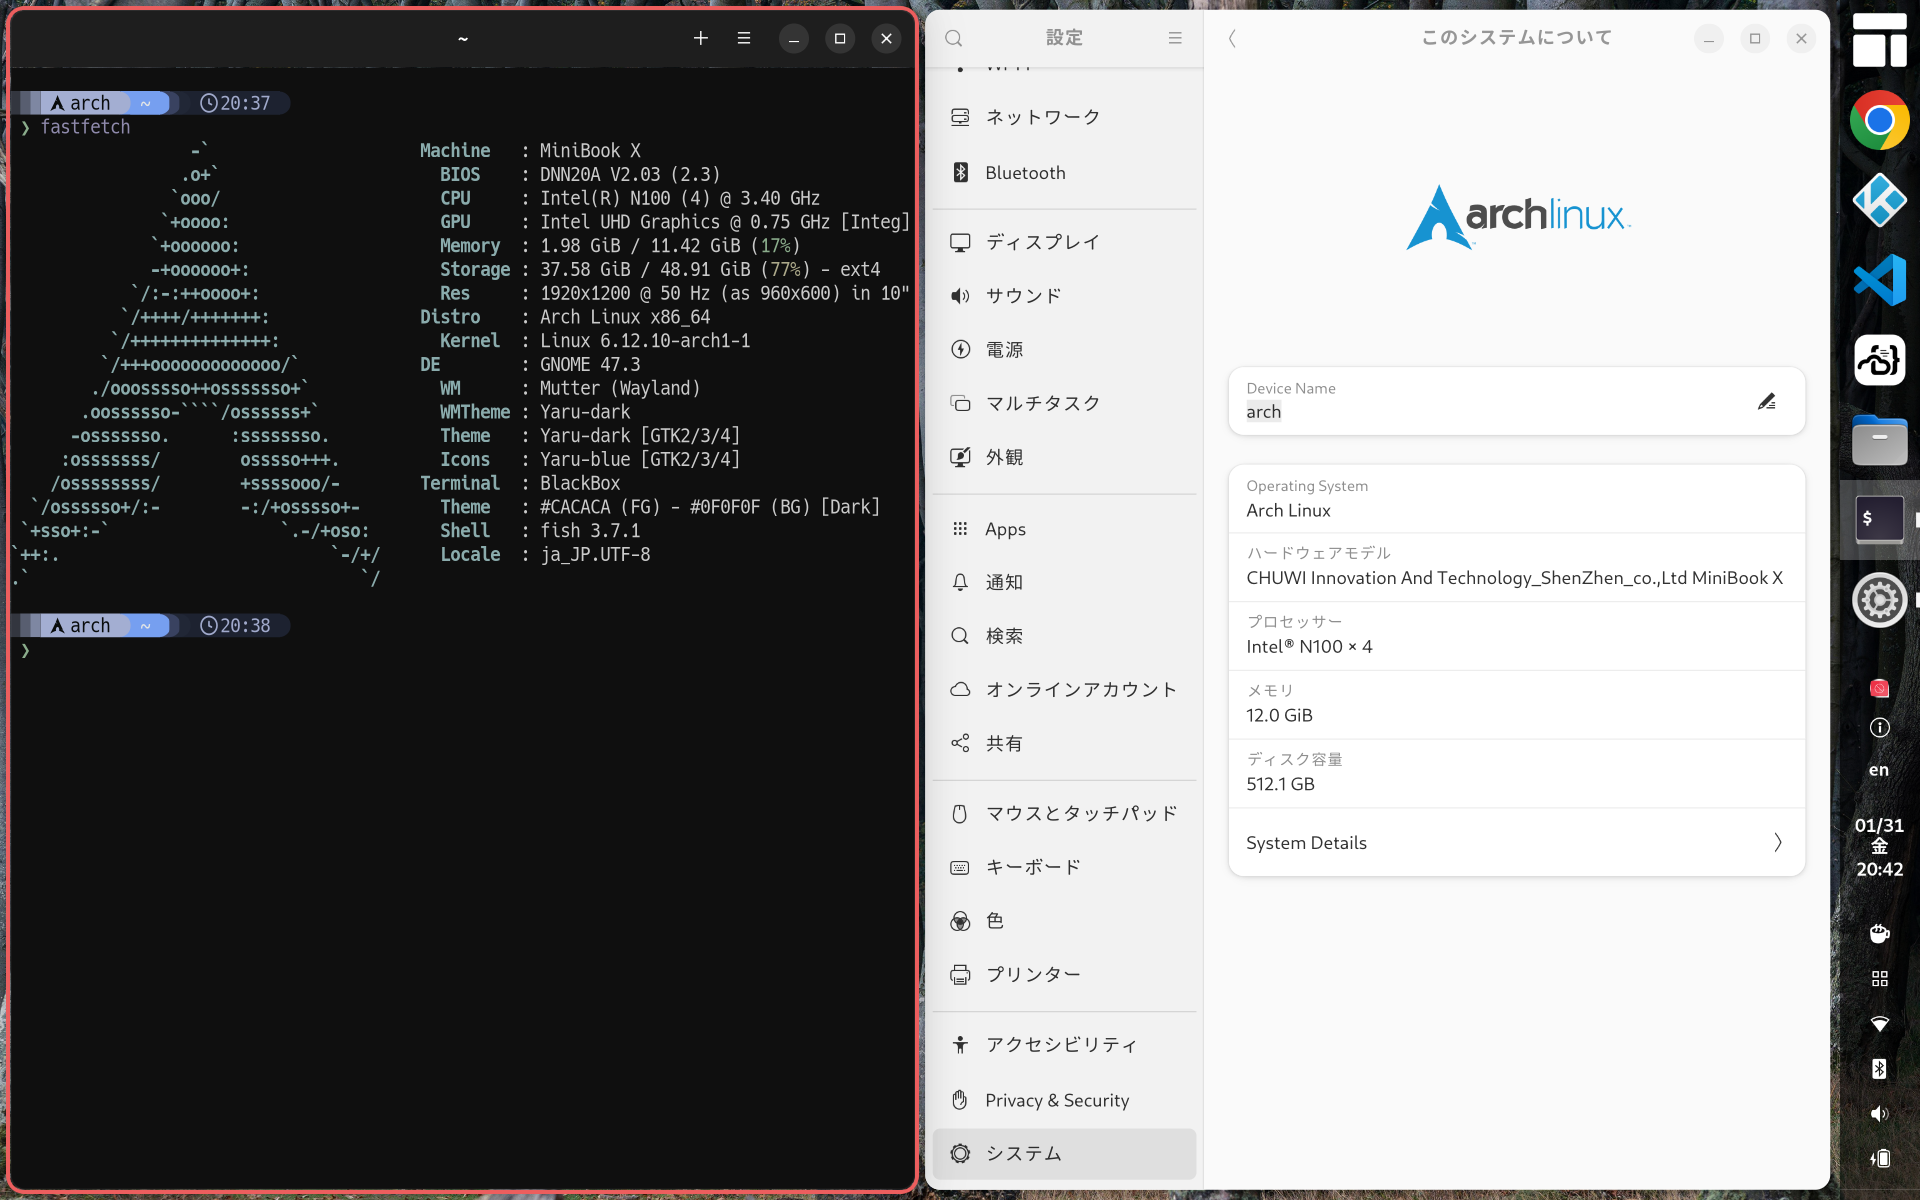 ~
arch ~ 20:37
❯ fastfetch
Machine : MiniBook X
BIOS : DNN20A V2.03 (2.3)
CPU : Intel(R) N100 (4) @ 3.40 GHz
GPU : Intel UHD Graphics @ 0.75 GHz [Integ]
Memory : 1.98 GiB / 11.42 GiB (17%)
Storage : 37.58 GiB / 48.91 GiB (77%) - ext4
Res : 1920x1200 @ 50 Hz (as 960x600) in 10"
Distro : Arch Linux x86_64
Kernel : Linux 6.12.10-arch1-1
DE : GNOME 47.3
WM : Mutter (Wayland)
WMTheme : Yaru-dark
Theme : Yaru-dark [GTK2/3/4]
Icons : Yaru-blue [GTK2/3/4]
Terminal : BlackBox
Theme : #CACACA (FG) - #0F0F0F (BG) [Dark]
Shell : fish 3.7.1
Locale : ja_JP.UTF-8
arch ~ 20:38
❯
設定
ネットワーク
Bluetooth
ディスプレイ
サウンド
電源
マルチタスク
外観
Apps
通知
検索
オンラインアカウント
共有
マウスとタッチパッド
キーボード
色
プリンター
アクセシビリティ
Privacy & Security
システム
このシステムについて
archlinux
Device Name
arch
Operating System
Arch Linux
ハードウェアモデル
CHUWI Innovation And Technology_ShenZhen_co.,Ltd MiniBook X
プロセッサー
Intel® N100 × 4
メモリ
12.0 GiB
ディスク容量
512.1 GB
System Details
$
en
01/31
金
20:42